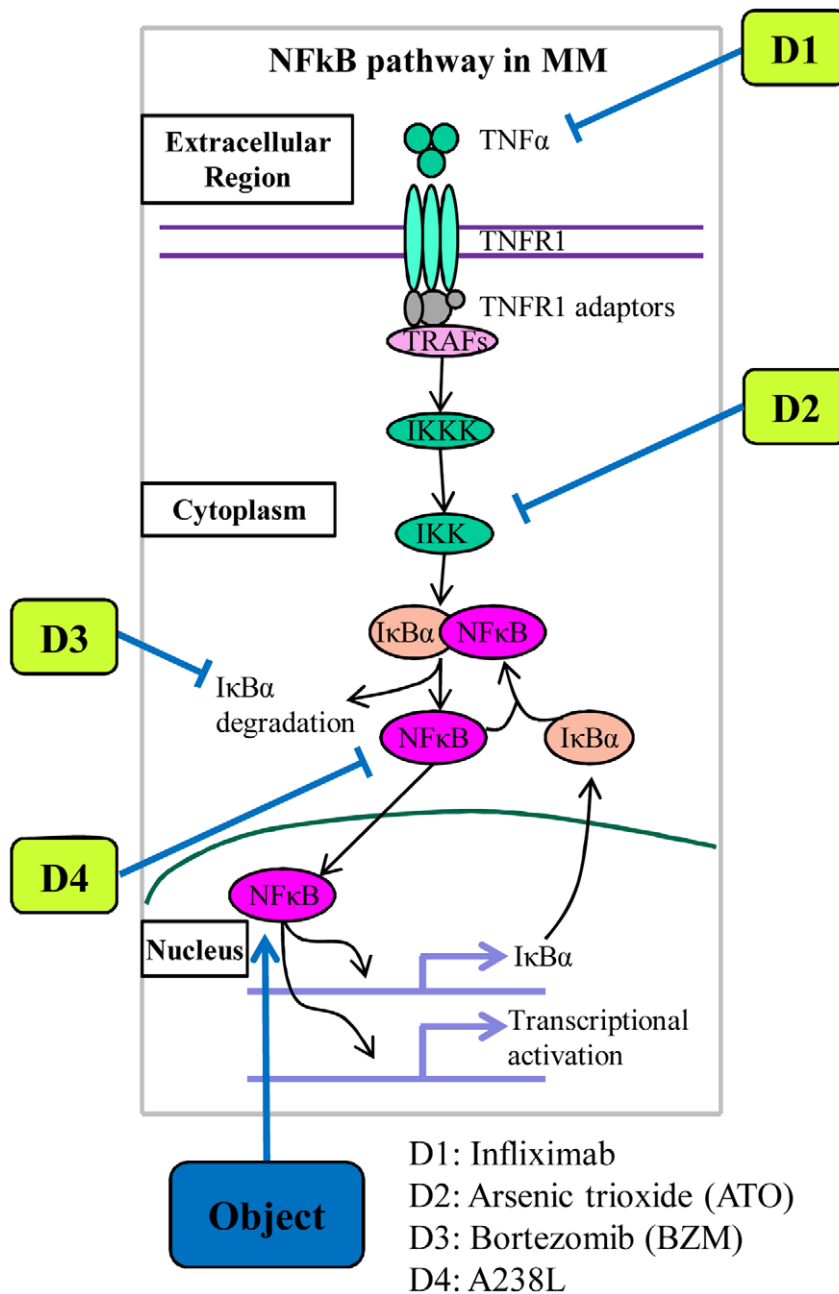 NFkB pathway in MM
D1
Extracellular
Region
TNFα
TNFR1
TNFR1 adaptors
TRAFs
IKKK
D2
Cytoplasm
IKK
D3
IκBα
NFκB
IκBα
degradation
NFκB
IκBα
D4
NFκB
Nucleus
IκBα
Transcriptional
activation
Object
D1: Infliximab
D2: Arsenic trioxide (ATO)
D3: Bortezomib (BZM)
D4: A238L